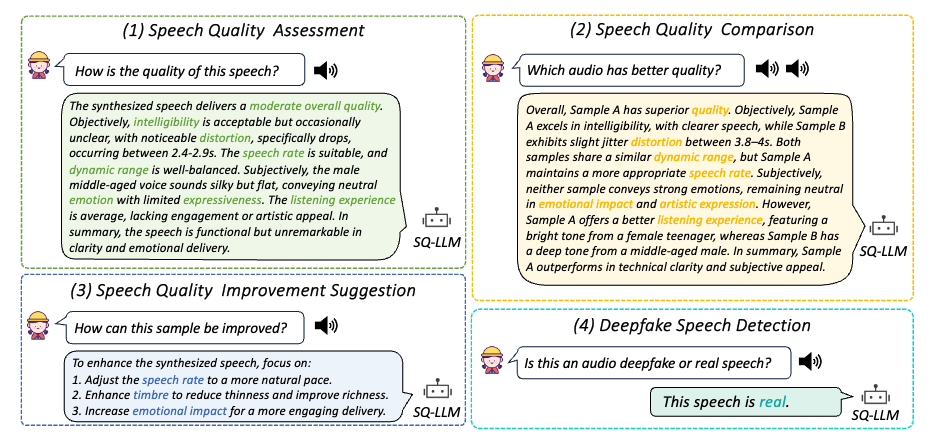 (1) Speech Quality Assessment
How is the quality of this speech?
The synthesized speech delivers a moderate overall quality.
Objectively, intelligibility is acceptable but occasionally
unclear, with noticeable distortion, specifically drops,
occurring between 2.4-2.9s. The speech rate is suitable, and
dynamic range is well-balanced. Subjectively, the male
middle-aged voice sounds silky but flat, conveying neutral
emotion with limited expressiveness. The listening experience
is average, lacking engagement or artistic appeal. In
summary, the speech is functional but unremarkable in
clarity and emotional delivery.
SQ-LLM
(2) Speech Quality Comparison
Which audio has better quality?
Overall, Sample A has superior quality. Objectively, Sample
A excels in intelligibility, with clearer speech, while Sample B
exhibits slight jitter distortion between 3.8–4s. Both
samples share a similar dynamic range, but Sample A
maintains a more appropriate speech rate. Subjectively,
neither sample conveys strong emotions, remaining neutral
in emotional impact and artistic expression. However,
Sample A offers a better listening experience, featuring a
bright tone from a female teenager, whereas Sample B has
a deep tone from a middle-aged male. In summary, Sample
A outperforms in technical clarity and subjective appeal.
SQ-LLM
(3) Speech Quality Improvement Suggestion
How can this sample be improved?
To enhance the synthesized speech, focus on:
1. Adjust the speech rate to a more natural pace.
2. Enhance timbre to reduce thinness and improve richness.
3. Increase emotional impact for a more engaging delivery.
SQ-LLM
(4) Deepfake Speech Detection
Is this an audio deepfake or real speech?
This speech is real.
SQ-LLM